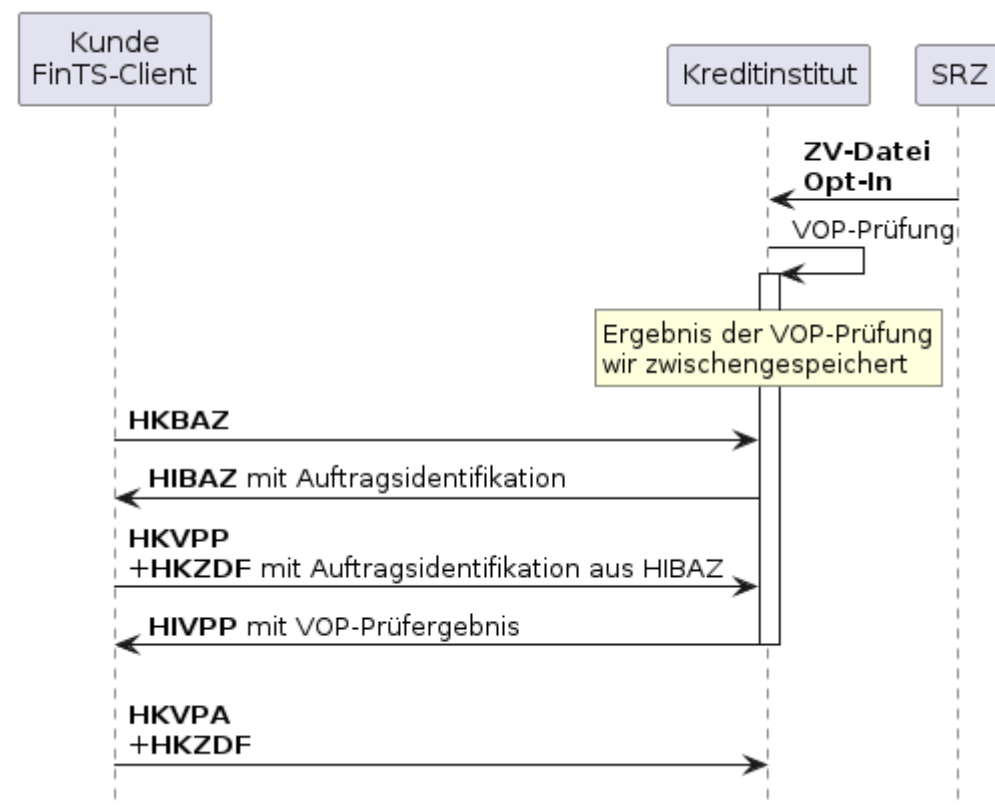 Kunde
FinTS-Client
Kreditinstitut
SRZ
ZV-Datei
Opt-In
VOP-Prüfung
Ergebnis der VOP-Prüfung
wir zwischengespeichert
HKBAZ
HIBAZ mit Auftragsidentifikation
HKVPP
+HKZDF mit Auftragsidentifikation aus HIBAZ
HIVPP mit VOP-Prüfergebnis
HKVPA
+HKZDF